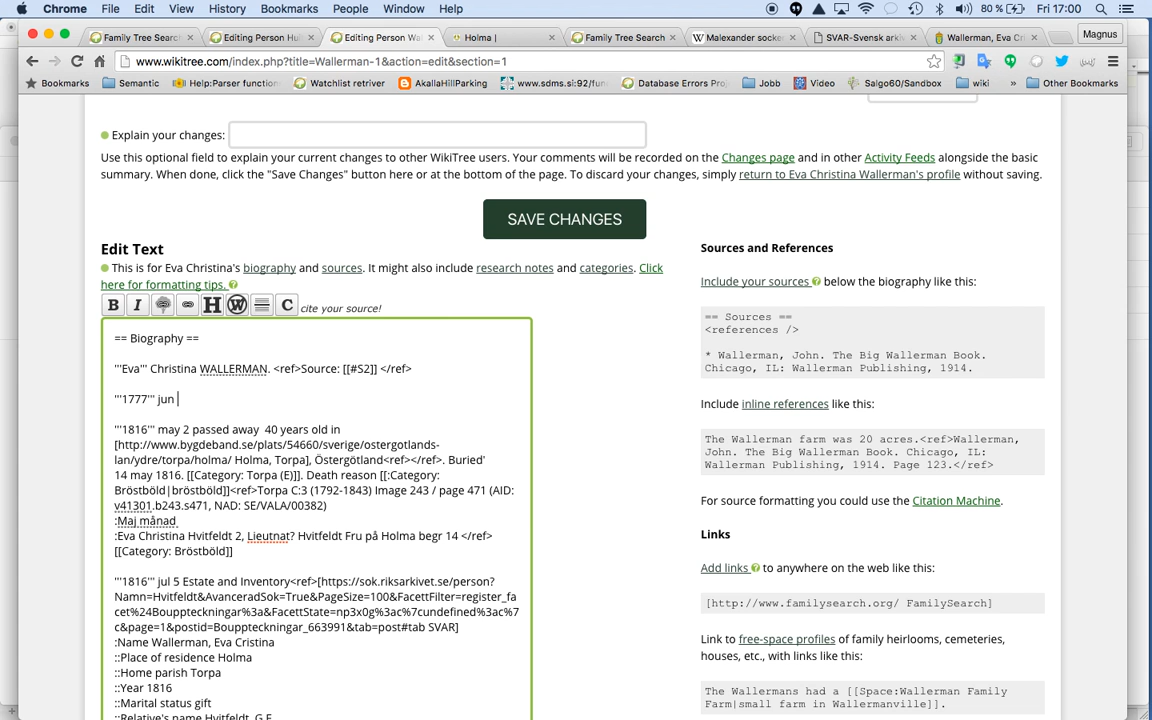 Chrome File Edit View History Bookmarks People Window Help 80 % Fri 17:00
Family Tree Search Editing Person Hvi Editing Person Wal Holma | Family Tree Search Malexander socke SVAR-Svensk arkiv Wallerman, Eva Cri Magnus
www.wikitree.com/index.php?title=Wallerman-1&action=edit&section=1
Bookmarks Semantic Help:Parser function Watchlist retriver AkallaHillParking www.sdms.si:92/fun Database Errors Proj Jobb Video Salgo60/Sandbox wiki » Other Bookmarks
Explain your changes:
Use this optional field to explain your current changes to other WikiTree users. Your comments will be recorded on the Changes page and in other Activity Feeds alongside the basic
summary. When done, click the "Save Changes" button here or at the bottom of the page. To discard your changes, simply return to Eva Christina Wallerman's profile without saving.
SAVE CHANGES
Edit Text
This is for Eva Christina's biography and sources. It might also include research notes and categories. Click
here for formatting tips.
B I H W C cite your source!
== Biography ==
'''Eva''' Christina WALLERMAN. <ref>Source: [[#S2]] </ref>
'''1777''' jun
'''1816''' may 2 passed away 40 years old in
[http://www.bygdeband.se/plats/54660/sverige/ostergotlands-
lan/ydre/torpa/holma/ Holma, Torpa], Östergötland<ref></ref>. Buried'
14 may 1816. [[Category: Torpa (E)]]. Death reason [[:Category:
Bröstböld|bröstböld]]<ref>Torpa C:3 (1792-1843) Image 243 / page 471 (AID:
v41301.b243.s471, NAD: SE/VALA/00382)
:Maj månad
:Eva Christina Hvitfeldt 2, Lieutnat? Hvitfeldt Fru på Holma begr 14 </ref>
[[Category: Bröstböld]]
'''1816''' jul 5 Estate and Inventory<ref>[https://sok.riksarkivet.se/person?
Namn=Hvitfeldt&AvanceradSok=True&PageSize=100&FacettFilter=register_fa
cet%24Bouppteckningar%3a&FacettState=np3x0g%3ac%7cundefined%3ac%7
c&page=1&postid=Bouppteckningar_663991&tab=post#tab SVAR]
:Name Wallerman, Eva Cristina
::Place of residence Holma
::Home parish Torpa
::Year 1816
::Marital status gift
::Relative's name Hvitfeldt, G F
Sources and References
Include your sources below the biography like this:
== Sources ==
<references />
* Wallerman, John. The Big Wallerman Book.
Chicago, IL: Wallerman Publishing, 1914.
Include inline references like this:
The Wallerman farm was 20 acres.<ref>Wallerman,
John. The Big Wallerman Book. Chicago, IL:
Wallerman Publishing, 1914. Page 123.</ref>
For source formatting you could use the Citation Machine.
Links
Add links to anywhere on the web like this:
[http://www.familysearch.org/ FamilySearch]
Link to free-space profiles of family heirlooms, cemeteries,
houses, etc., with links like this:
The Wallermans had a [[Space:Wallerman Family
Farm|small farm in Wallermanville]].